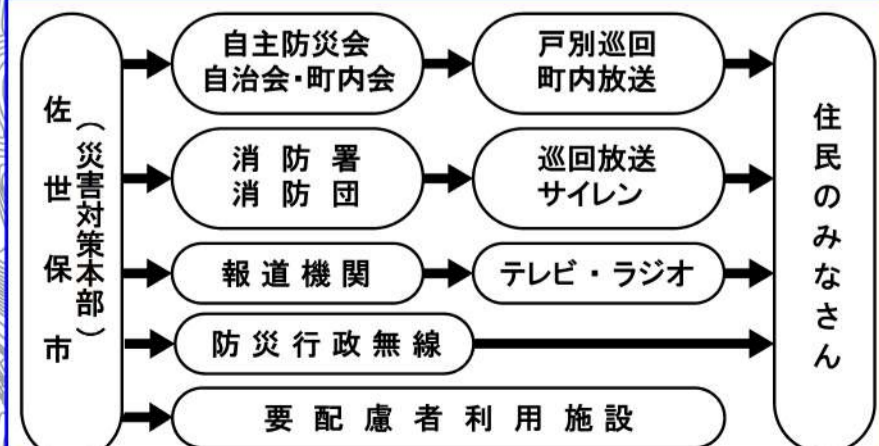 佐世保市
（災害対策本部）
自主防災会
自治会・町内会
戸別巡回
町内放送
消防署
消防団
巡回放送
サイレン
報道機関
テレビ・ラジオ
防災行政無線
要配慮者利用施設
住民のみなさん